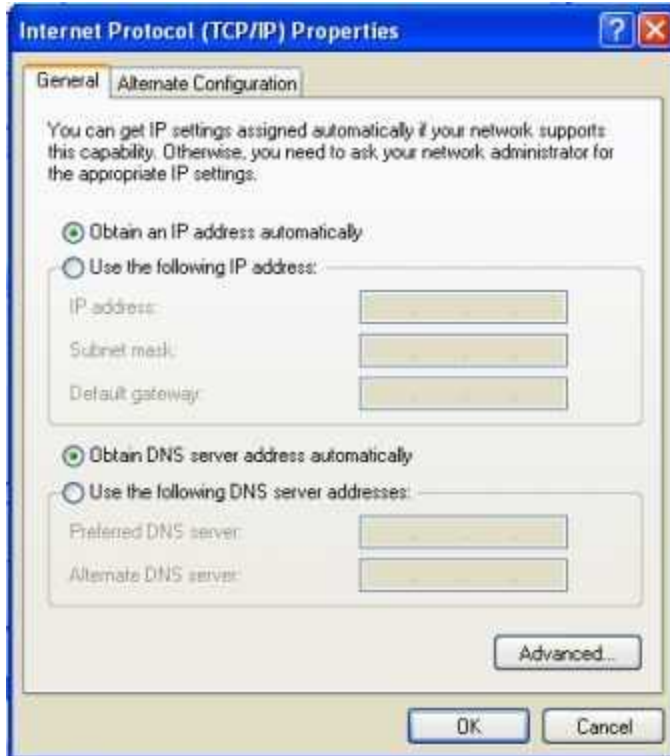 Internet Protocol (TCP/IP) Properties
General
Alternate Configuration
You can get IP settings assigned automatically if your network supports
this capability. Otherwise, you need to ask your network administrator for
the appropriate IP settings.
Obtain an IP address automatically
Use the following IP address:
IP address:
Subnet mask:
Default gateway:
Obtain DNS server address automatically
Use the following DNS server addresses:
Preferred DNS server:
Alternate DNS server:
Advanced...
OK
Cancel